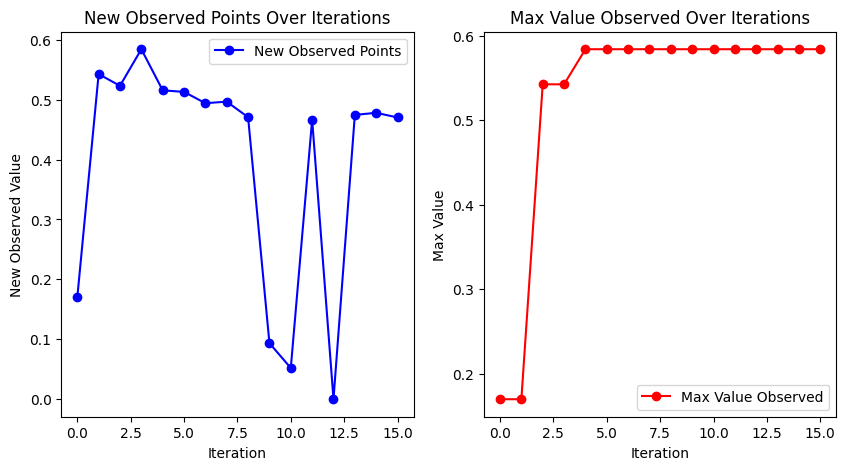 New Observed Points Over Iterations
New Observed Points
New Observed Value
0.6
0.5
0.4
0.3
0.2
0.1
0.0
0.0 2.5 5.0 7.5 10.0 12.5 15.0
Iteration
Max Value Observed Over Iterations
Max Value
0.6
0.5
0.4
0.3
0.2
Max Value Observed
0.0 2.5 5.0 7.5 10.0 12.5 15.0
Iteration